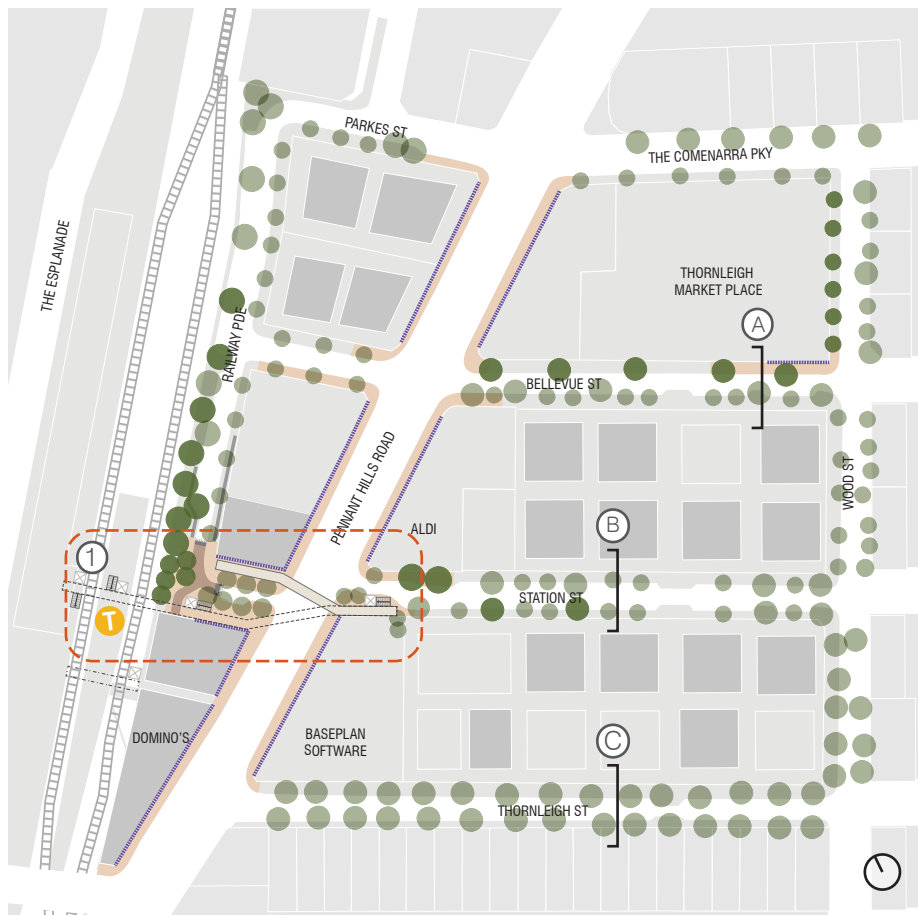 PARKES ST
THE COMENARRA PKY
THE ESPLANADE
THORNLEIGH
MARKET PLACE
A
RAILWAY PDE
BELLEVUE ST
PENNANT HILLS ROAD
WOOD ST
ALDI
B
1
STATION ST
T
DOMINO'S
BASEPLAN
SOFTWARE
C
THORNLEIGH ST